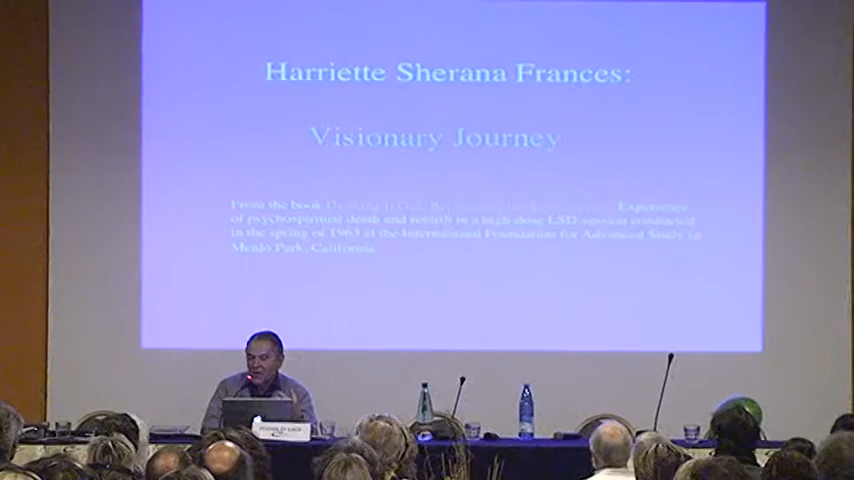 Harriette Sherana Frances:
Visionary Journey
From the book Experience
of psychospiritual death and rebirth in a high-dose LSD session conducted
in the spring of 1963 at the International Foundation for Advanced Study in
Menlo Park, California.